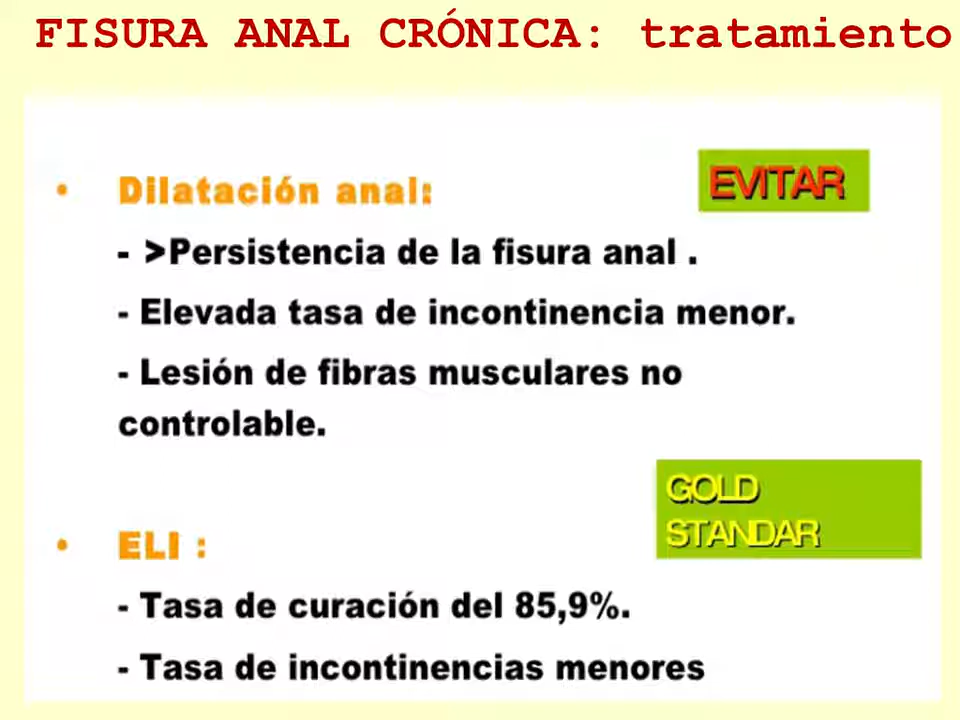 FISURA ANAL CRÓNICA: tratamiento
• Dilatación anal:
EVITAR
- >Persistencia de la fisura anal .
- Elevada tasa de incontinencia menor.
- Lesión de fibras musculares no
controlable.
GOLD
STANDAR
• ELI :
- Tasa de curación del 85,9%.
- Tasa de incontinencias menores